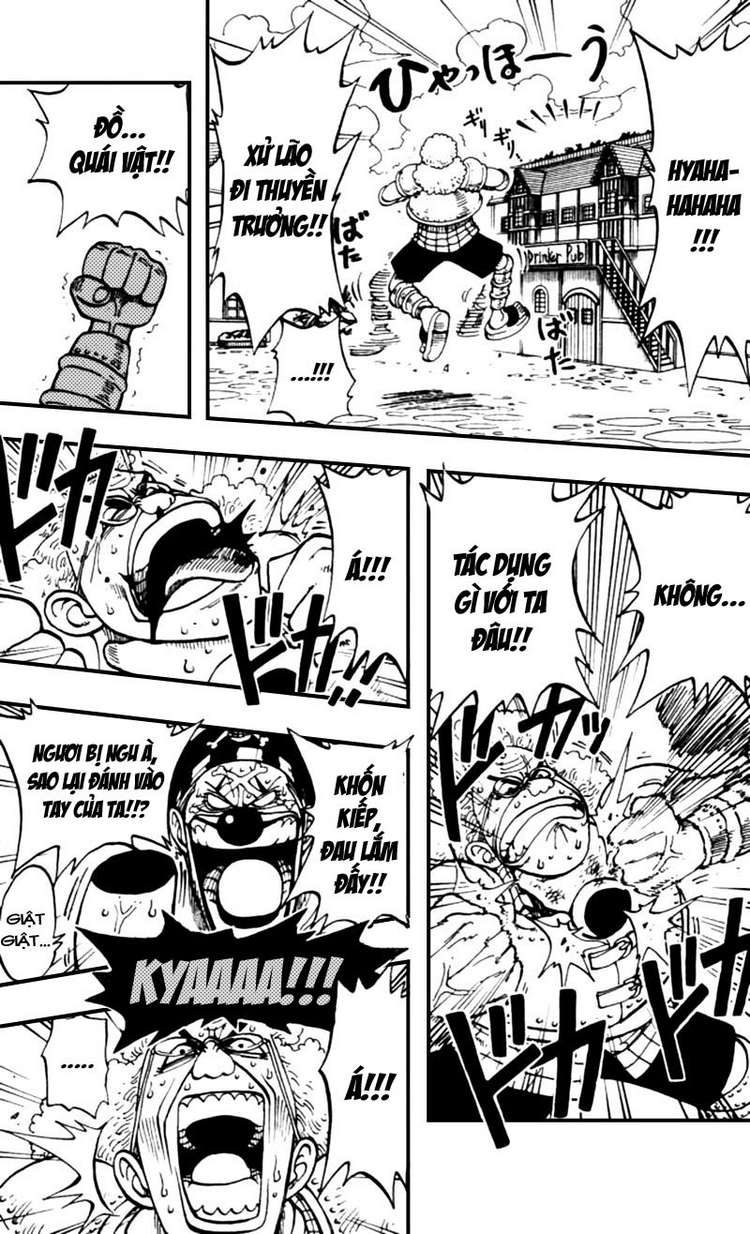 ひゃっほーう
HYAHA-
HAHAHA
!!!
ギリ
ギリ
Drinker Pub
ばた
ばた
XỬ LÃO
ĐI THUYỀN
TRƯỞNG!!
...!!!
ĐỒ...
QUÁI VẬT!!
KHÔNG...
TÁC DỤNG
GÌ VỚI TA
ĐÂU!!
ドカ
ドカ
ドカ
ドカ
Á!!!
ドカ
ドカ!!
KHỐN
KIẾP,
ĐAU LẮM
ĐẤY!!
NGƯƠI BỊ NGU À,
SAO LẠI ĐÁNH VÀO
TAY CỦA TA!!?
GIẬT
GIẬT...
KYAAAA!!!
Á!!!
.....